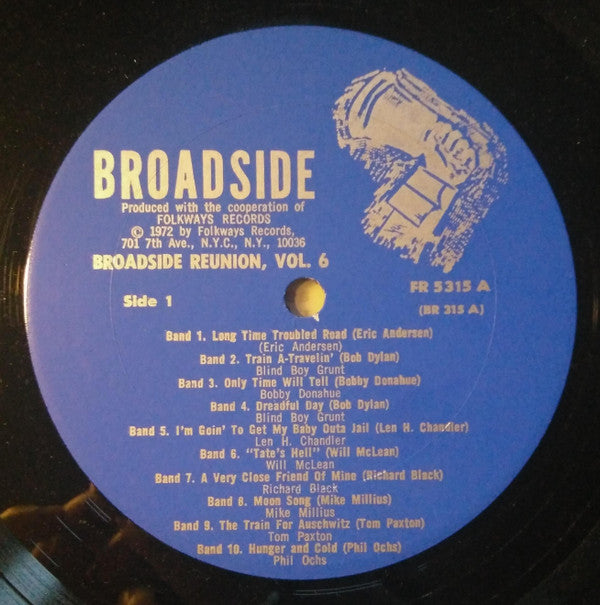 BROADSIDE
Produced with the cooperation of
FOLKWAYS RECORDS
© 1972 by Folkways Records,
701 7th Ave., N.Y.C., N.Y., 10036
BROADSIDE REUNION, VOL. 6
FR 5315 A
(BR 315 A)
Side 1
Band 1. Long Time Troubled Road (Eric Andersen)
(Eric Andersen)
Band 2. Train A-Travelin' (Bob Dylan)
Blind Boy Grunt
Band 3. Only Time Will Tell (Bobby Donahue)
Bobby Donahue
Band 4. Dreadful Day (Bob Dylan)
Blind Boy Grunt
Band 5. I'm Goin' To Get My Baby Outa Jail (Len H. Chandler)
Len H. Chandler
Band 6. "Tate's Hell" (Will McLean)
Will McLean
Band 7. A Very Close Friend Of Mine (Richard Black)
Richard Black
Band 8. Moon Song (Mike Millius)
Mike Millius
Band 9. The Train For Auschwitz (Tom Paxton)
Tom Paxton
Band 10. Hunger and Cold (Phil Ochs)
Phil Ochs